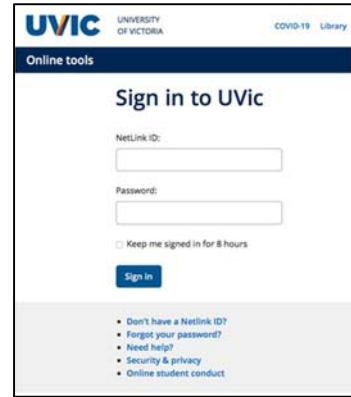 UVIC UNIVERSITY OF VICTORIA COVID-19 Library
Online tools
Sign in to UVic
NetLink ID:
Password:
Keep me signed in for 8 hours
Sign in
Don't have a Netlink ID?
Forgot your password?
Need help?
Security & privacy
Online student conduct